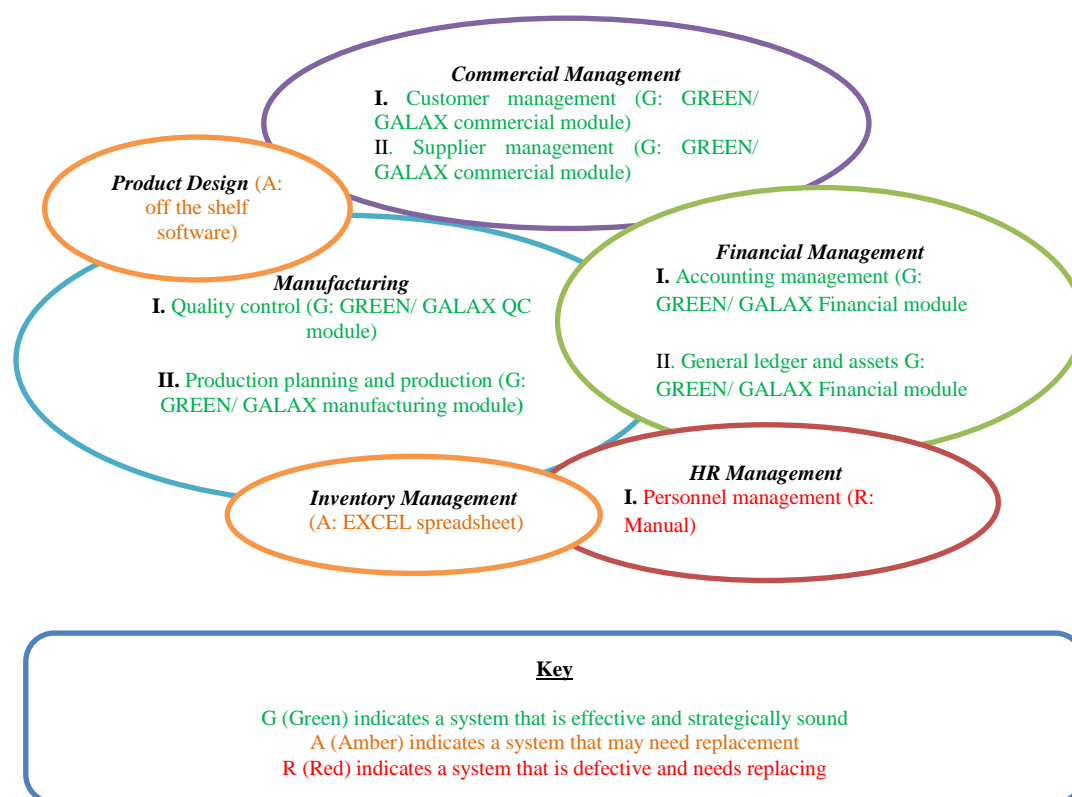 Commercial Management
I. Customer management (G: GREEN/
GALAX commercial module)
II. Supplier management (G: GREEN/
GALAX commercial module)
Product Design (A:
off the shelf
software)
Financial Management
I. Accounting management (G:
GREEN/ GALAX Financial module
II. General ledger and assets G:
GREEN/ GALAX Financial module
Manufacturing
I. Quality control (G: GREEN/ GALAX QC
module)
II. Production planning and production (G:
GREEN/ GALAX manufacturing module)
HR Management
I. Personnel management (R:
Manual)
Inventory Management
(A: EXCEL spreadsheet)
Key
G (Green) indicates a system that is effective and strategically sound
A (Amber) indicates a system that may need replacement
R (Red) indicates a system that is defective and needs replacing